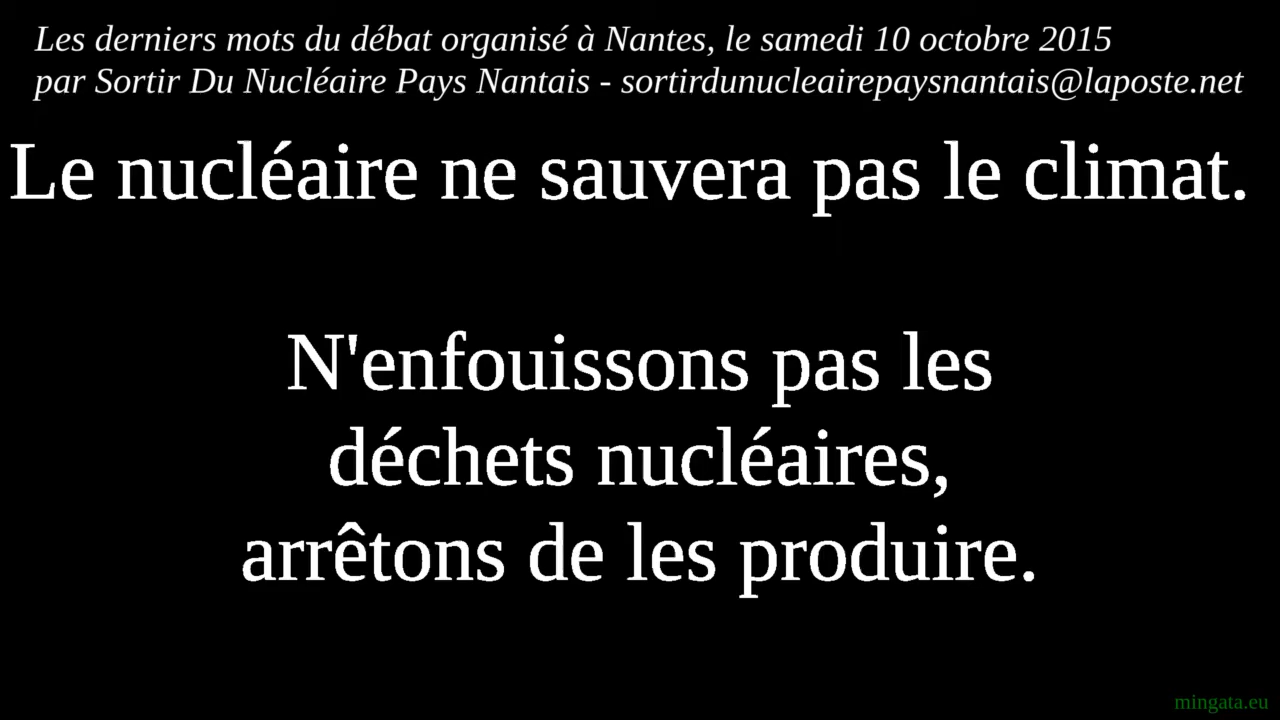 Les derniers mots du débat organisé à Nantes, le samedi 10 octobre 2015
par Sortir Du Nucléaire Pays Nantais - sortirdunucleairepaysnantais@laposte.net
Le nucléaire ne sauvera pas le climat.
N'enfouissons pas les
déchets nucléaires,
arrêtons de les produire.
mingata.eu